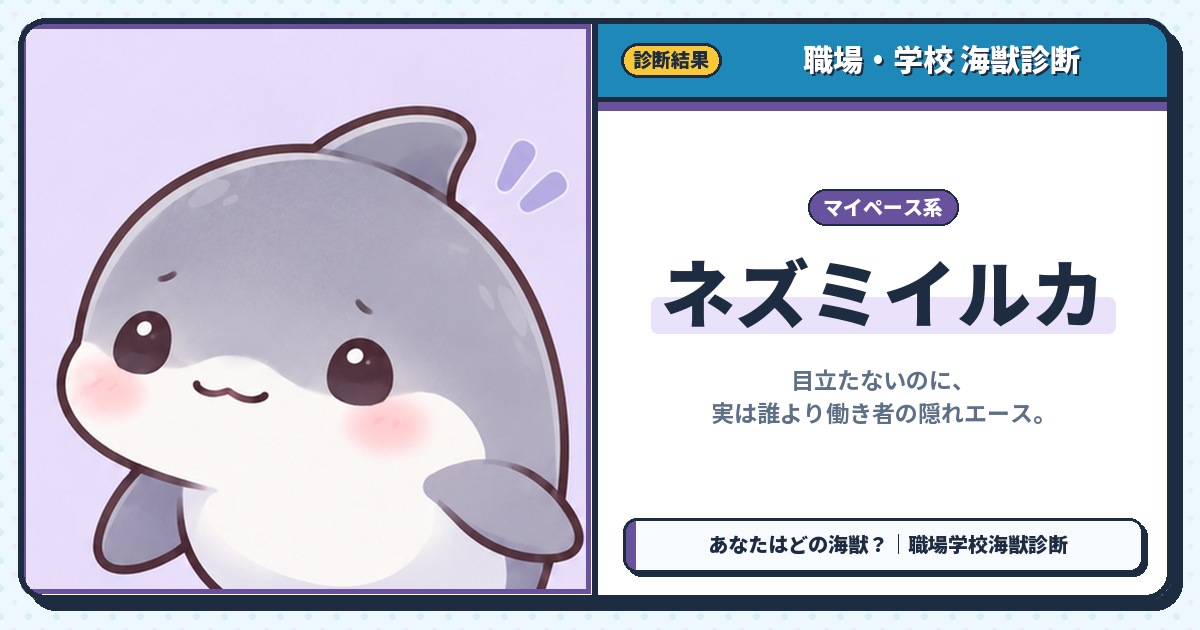 診断結果
職場・学校 海獣診断
マイペース系
ネズミイルカ
目立たないのに、
実は誰より働き者の隠れエース。
あなたはどの海獣？｜職場学校海獣診断